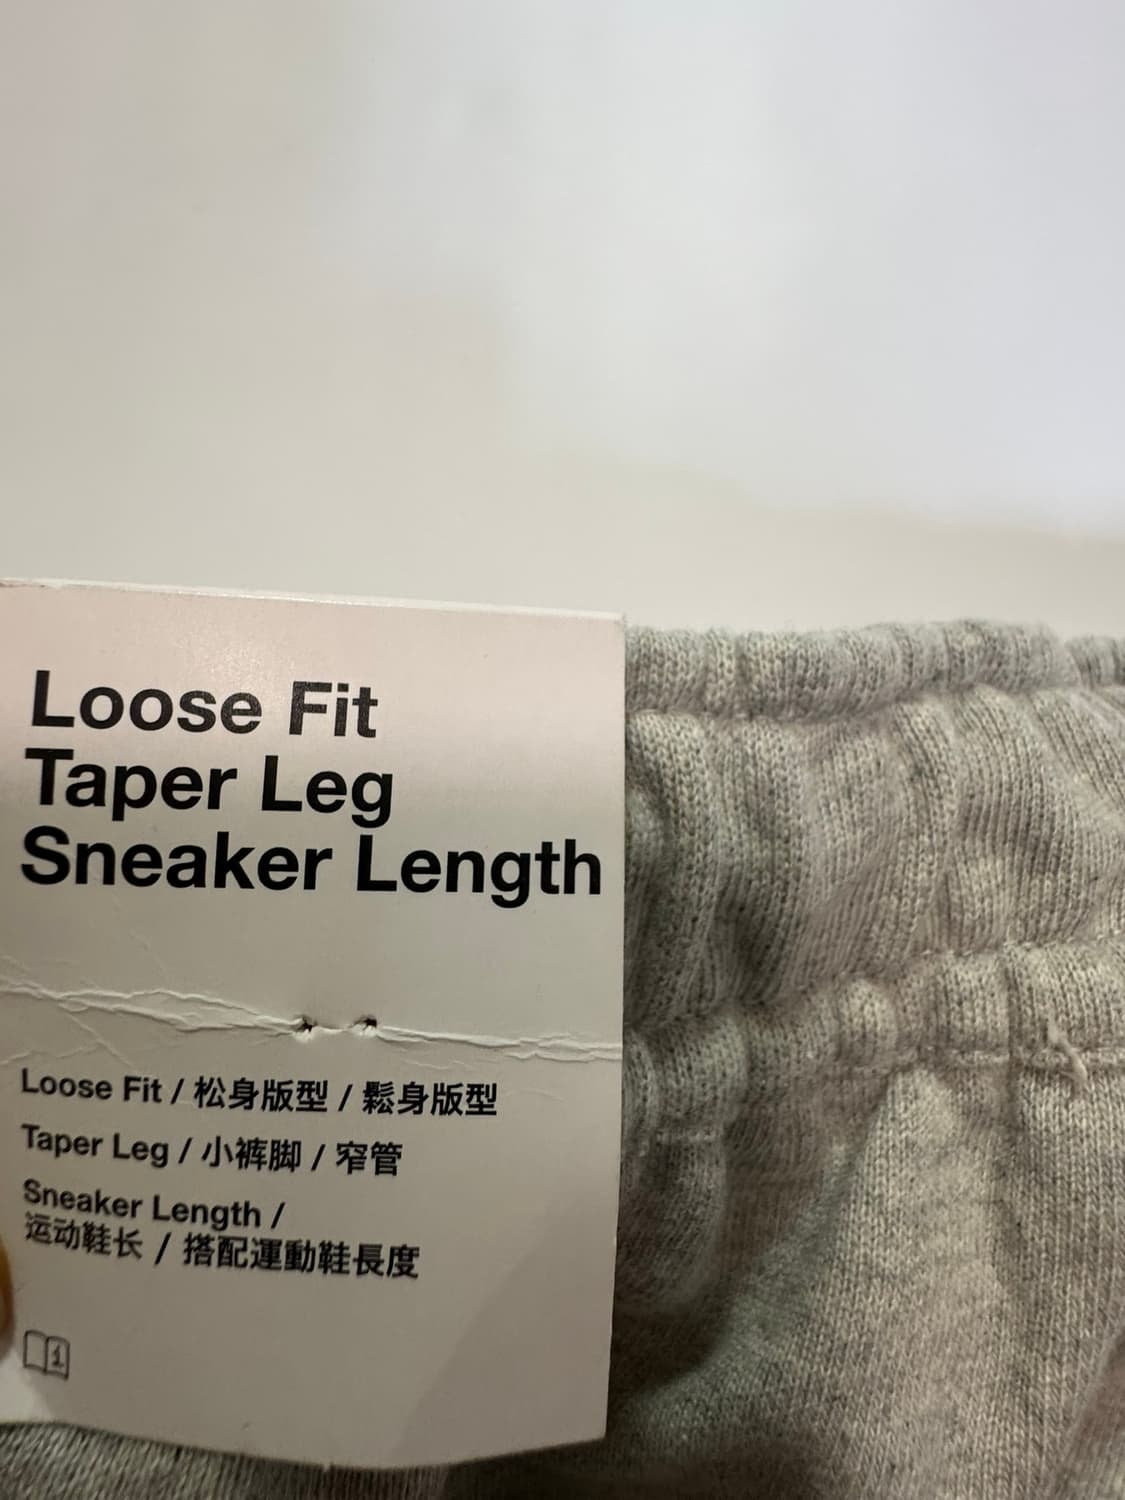 Loose Fit
Taper Leg
Sneaker Length
Loose Fit / 松身版型 / 鬆身版型
Taper Leg / 小裤脚 / 窄管
Sneaker Length /
运动鞋长 / 搭配運動鞋長度
1